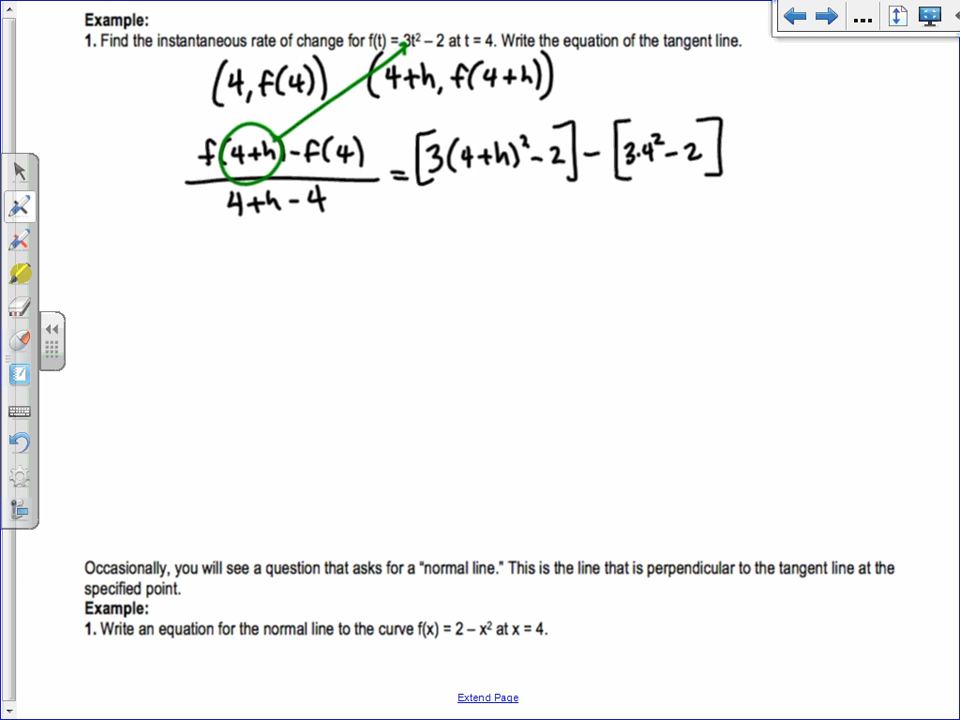 Example:
1. Find the instantaneous rate of change for f(t) = 3t² – 2 at t = 4. Write the equation of the tangent line.
(4, f(4)) (4+h, f(4+h))
f(4+h) - f(4) = [3(4+h)² - 2] - [3·4² - 2]
4+h - 4
Occasionally, you will see a question that asks for a “normal line.” This is the line that is perpendicular to the tangent line at the
specified point.
Example:
1. Write an equation for the normal line to the curve f(x) = 2 – x² at x = 4.
Extend Page